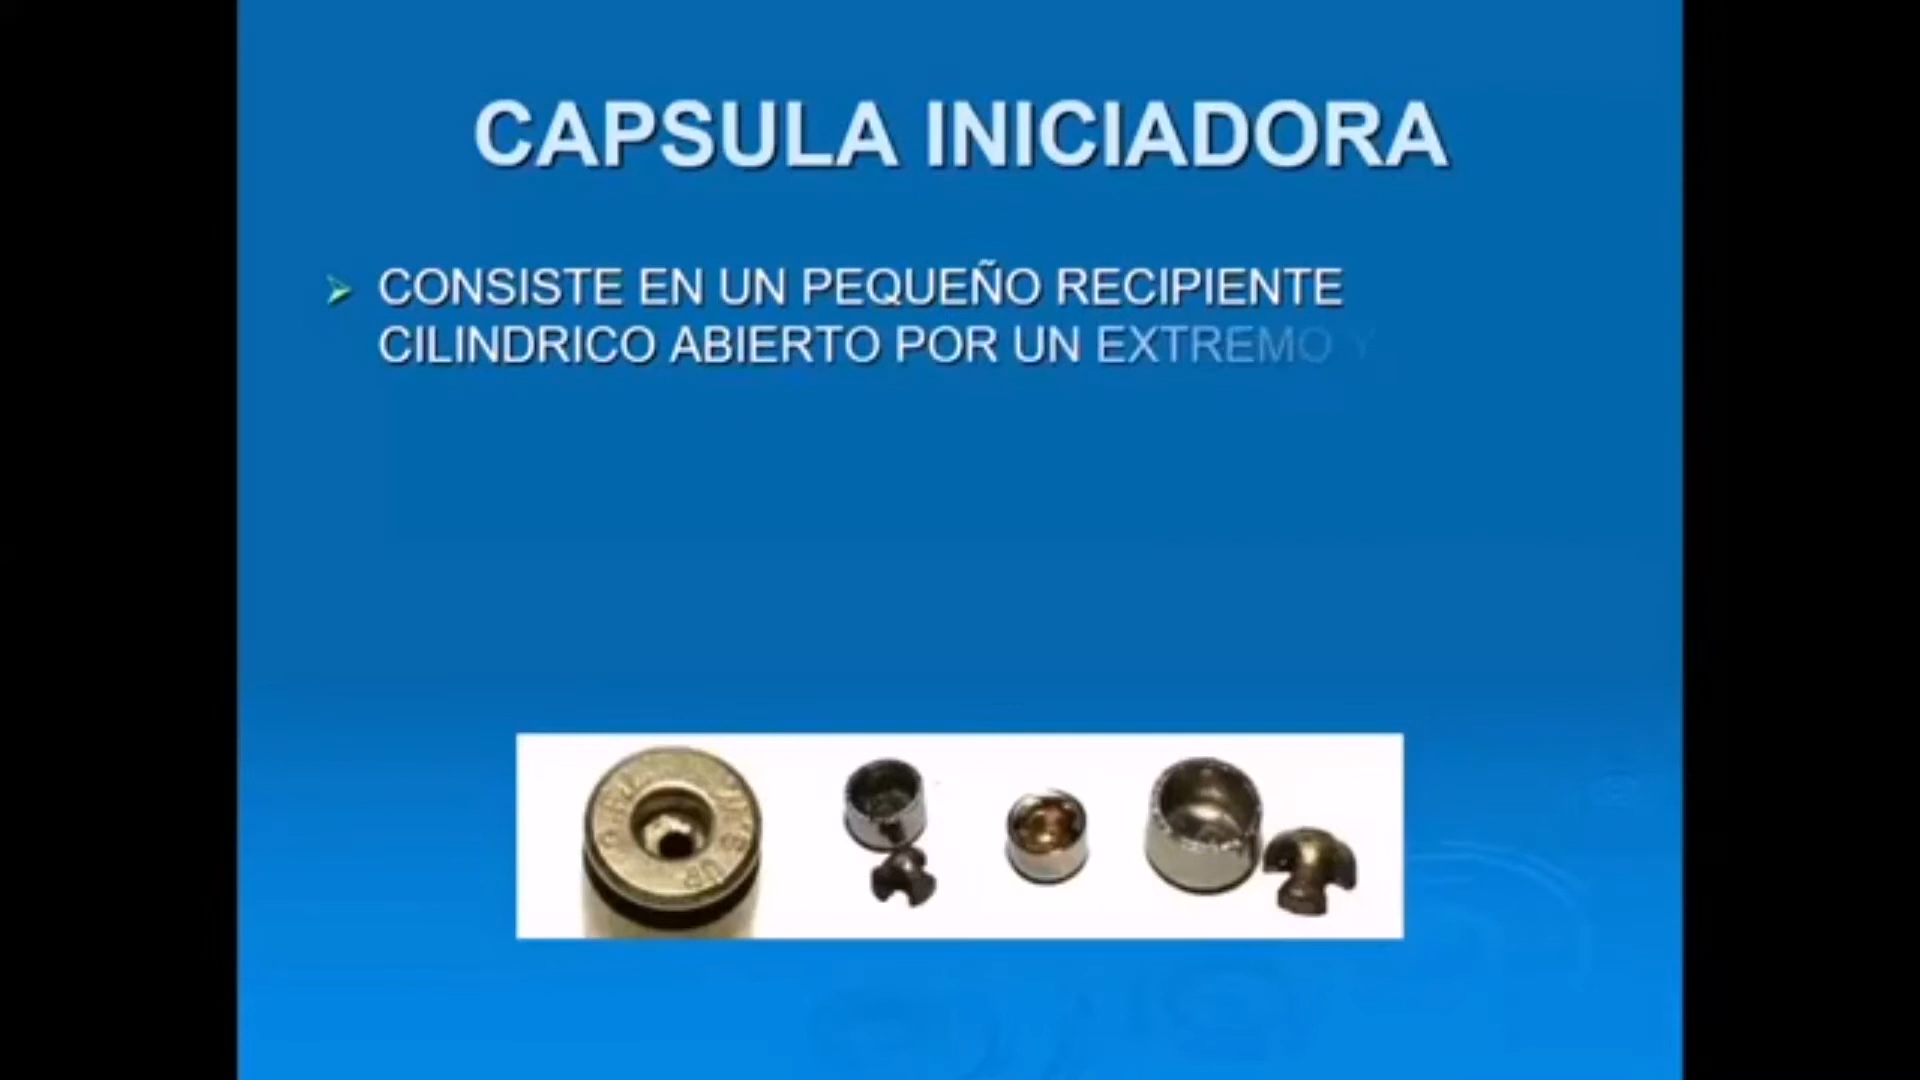 CAPSULA INICIADORA
CONSISTE EN UN PEQUEÑO RECIPIENTE
CILINDRICO ABIERTO POR UN EXTREMO Y